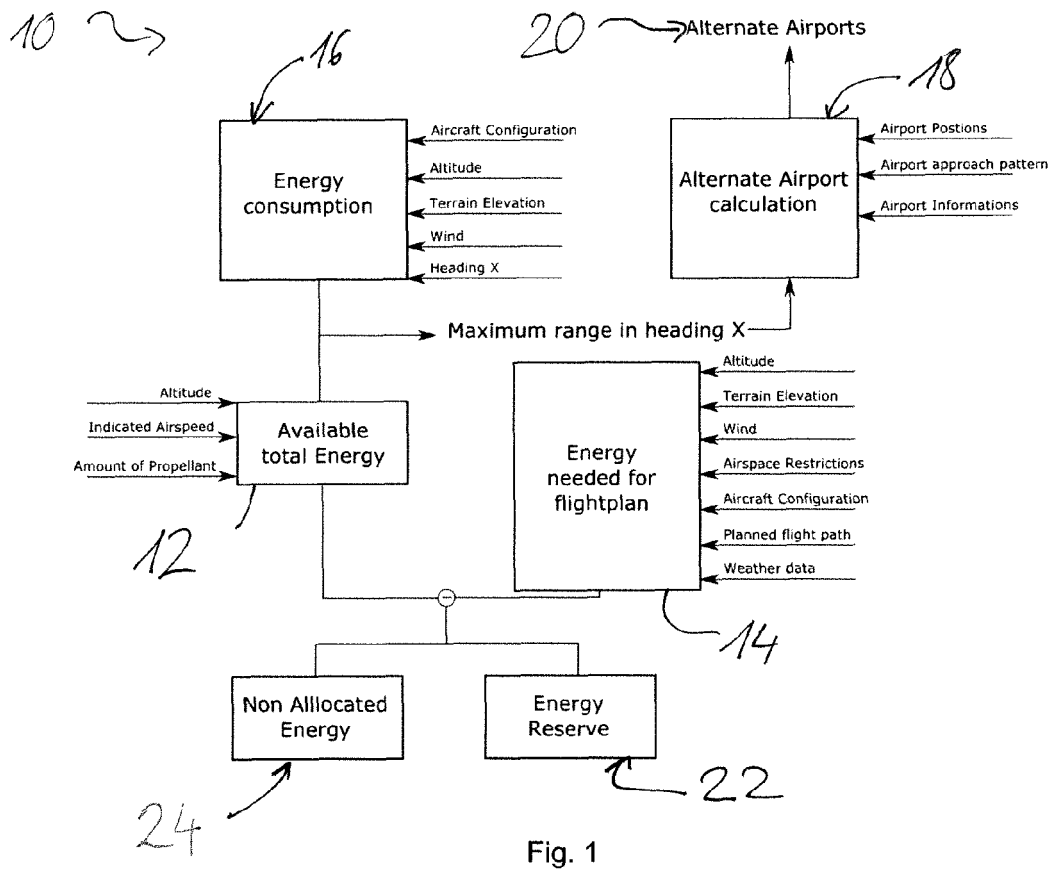 10
16
20
Alternate Airports
18
Energy
consumption
Aircraft Configuration
Altitude
Terrain Elevation
Wind
Heading X
Alternate Airport
calculation
Airport Postions
Airport approach pattern
Airport Informations
Maximum range in heading X
Altitude
Indicated Airspeed
Amount of Propellant
Available
total Energy
12
Energy
needed for
flightplan
Altitude
Terrain Elevation
Wind
Airspace Restrictions
Aircraft Configuration
Planned flight path
Weather data
14
Non Alllocated
Energy
Energy
Reserve
24
22
Fig. 1